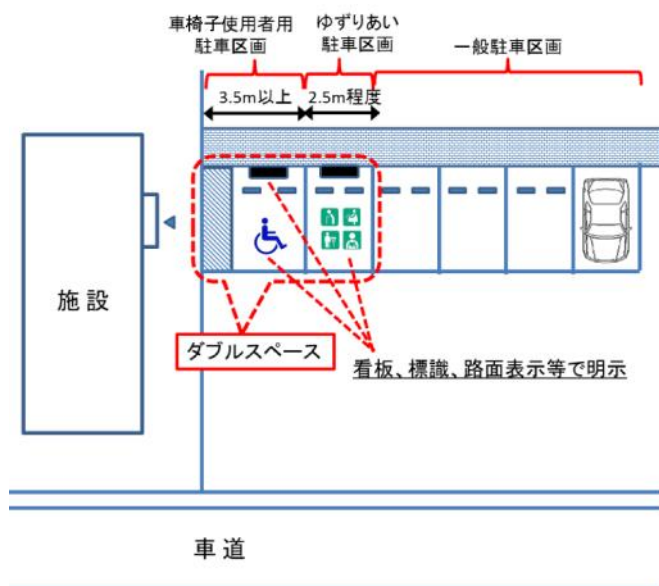 車椅子使用者用
駐車区画
ゆずりあい
駐車区画
一般駐車区画
3.5m以上
2.5m程度
施設
ダブルスペース
看板、標識、路面表示等で明示
車道